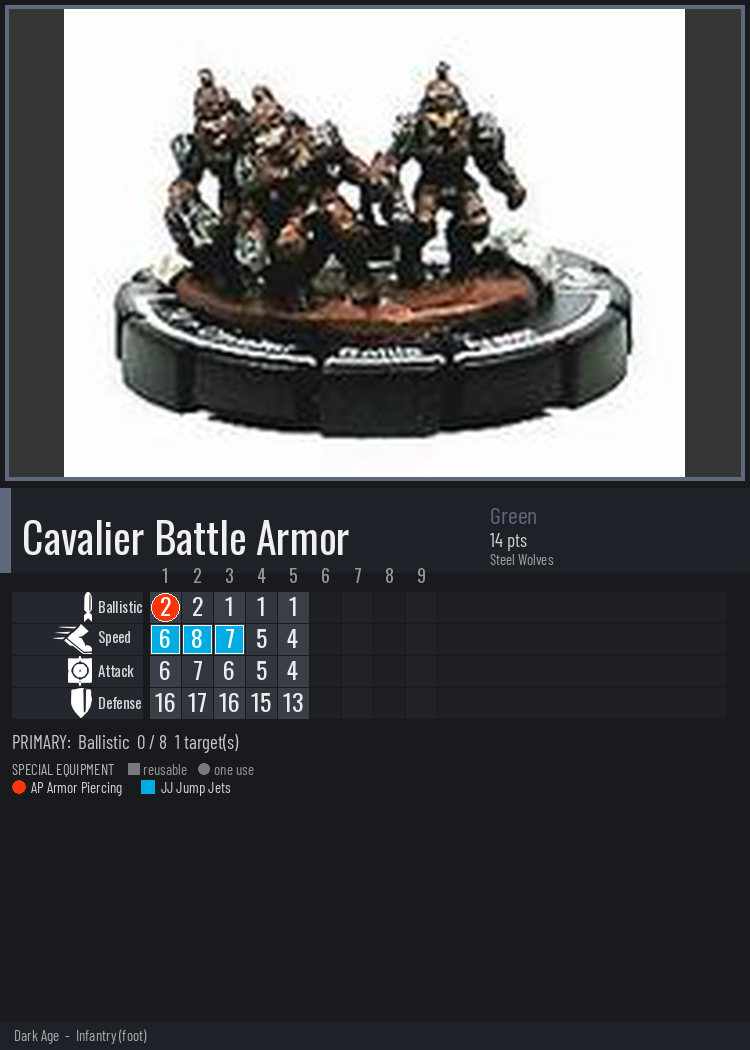 Battle
Cavalier Battle Armor
Green
14 pts
Steel Wolves
1 2 3 4 5 6 7 8 9
Ballistic 2 2 1 1 1
Speed 6 8 7 5 4
Attack 6 7 6 5 4
Defense 16 17 16 15 13
PRIMARY: Ballistic 0 / 8 1 target(s)
SPECIAL EQUIPMENT reusable one use
AP Armor Piercing JJ Jump Jets
Dark Age - Infantry (foot)